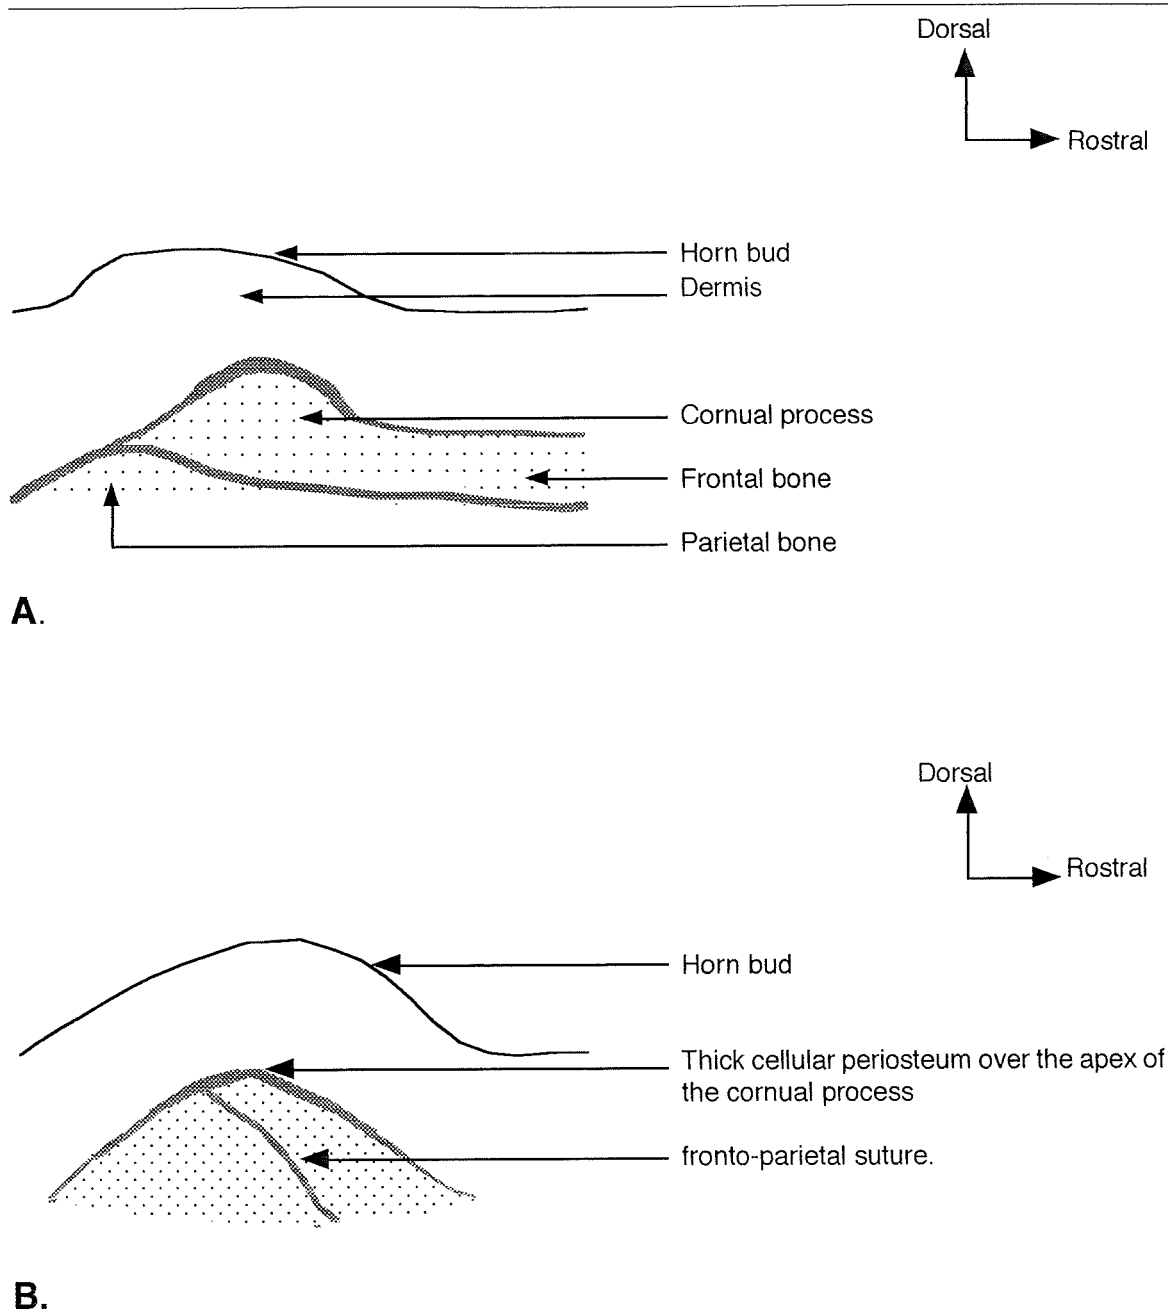 Dorsal
Rostral
Horn bud
Dermis
Cornual process
Frontal bone
Parietal bone
A.
Dorsal
Rostral
Horn bud
Thick cellular periosteum over the apex of
the cornual process
fronto-parietal suture.
B.